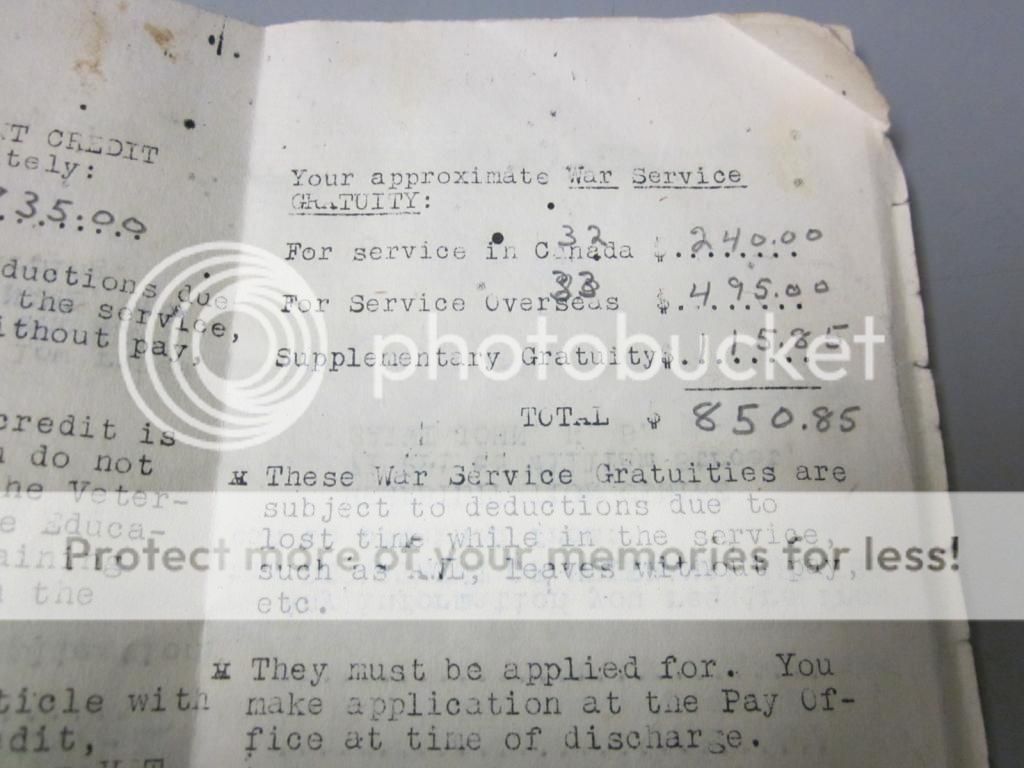 T CREDIT
tely:
735.00
ductions due
the service,
ithout pay,
credit is
do not
he Veter-
e Educa-
aining
the
ticle with
edit,
Your approximate War Service
GRATUITY:
For service in Canada 32 $ 240.00
For Service Overseas 33 $ 495.00
Supplementary Gratuity $ 115.85
TOTAL $ 850.85
x These War Service Gratuities are
subject to deductions due to
lost time while in the service,
such as AWL, leaves without pay,
etc.
x They must be applied for. You
make application at the Pay Of-
fice at time of discharge.
photobucket
Protect more of your memories for less!